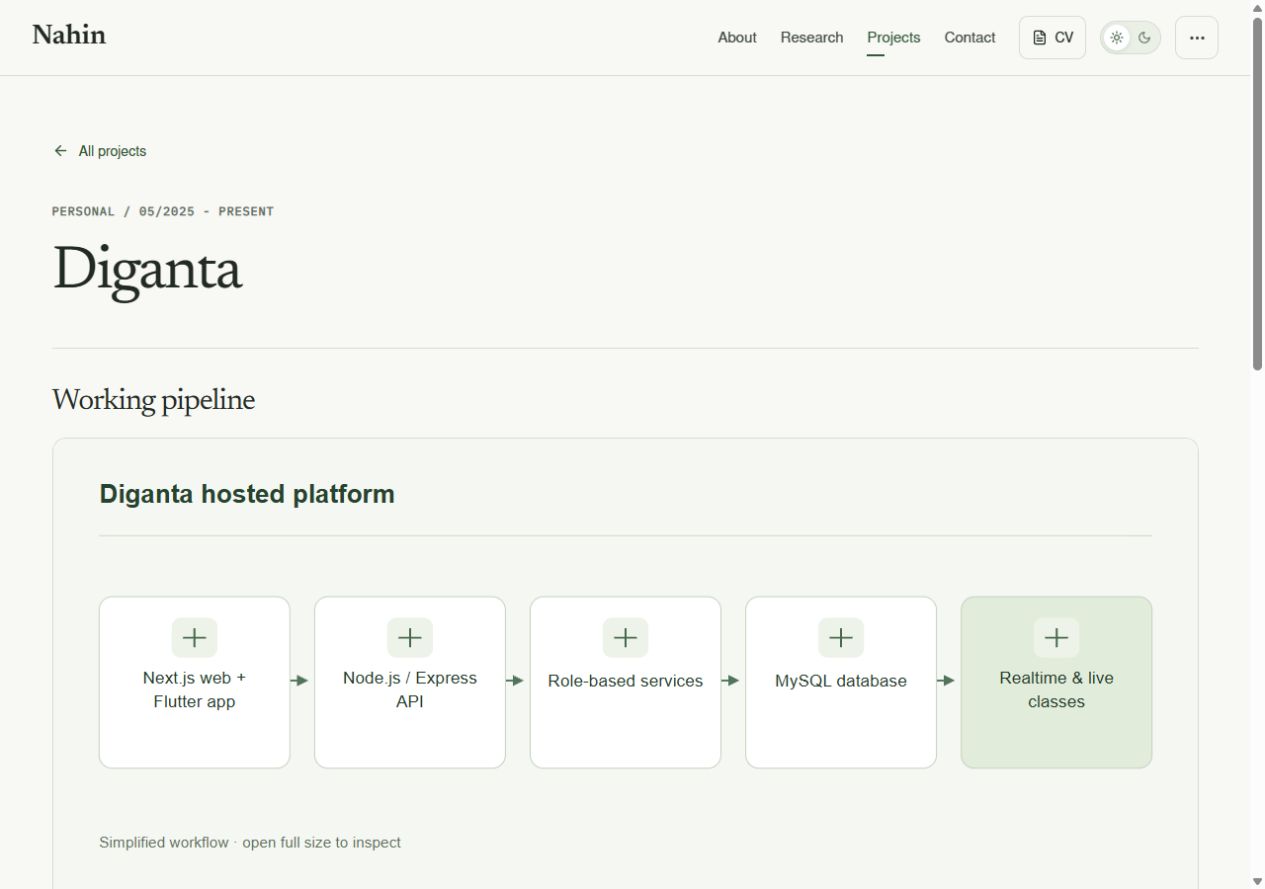 Nahin
About
Research
Projects
Contact
CV
All projects
PERSONAL / 05/2025 - PRESENT
Diganta
Working pipeline
Diganta hosted platform
Next.js web +
Flutter app
Node.js / Express
API
Role-based services
MySQL database
Realtime & live
classes
Simplified workflow · open full size to inspect